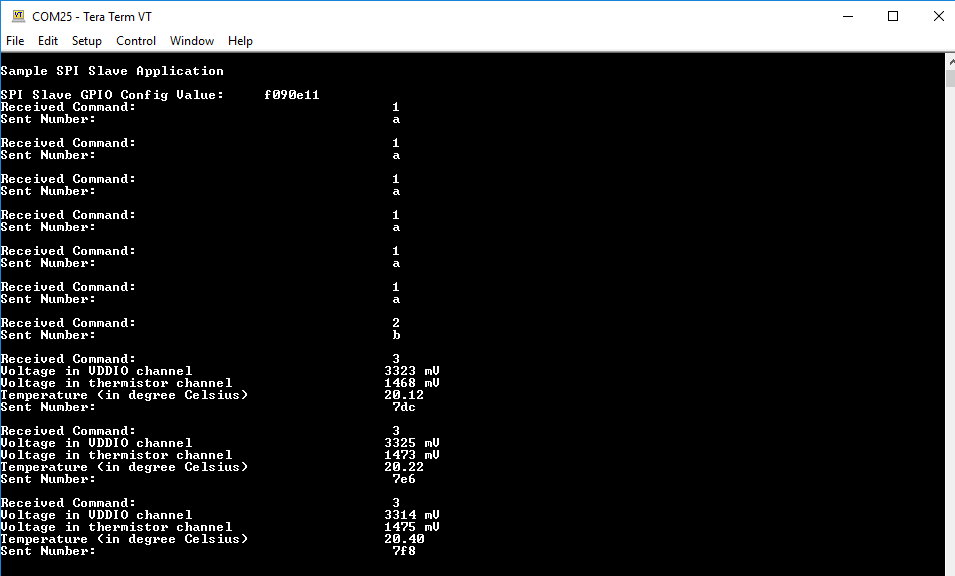 COM25 - Tera Term VT
File Edit Setup Control Window Help
Sample SPI Slave Application
SPI Slave GPIO Config Value: f090e11
Received Command: 1
Sent Number: a
Received Command: 1
Sent Number: a
Received Command: 1
Sent Number: a
Received Command: 1
Sent Number: a
Received Command: 1
Sent Number: a
Received Command: 1
Sent Number: a
Received Command: 2
Sent Number: b
Received Command: 3
Voltage in VDDIO channel 3323 mV
Voltage in thermistor channel 1468 mV
Temperature (in degree Celsius) 20.12
Sent Number: 7dc
Received Command: 3
Voltage in VDDIO channel 3325 mV
Voltage in thermistor channel 1473 mV
Temperature (in degree Celsius) 20.22
Sent Number: 7e6
Received Command: 3
Voltage in VDDIO channel 3314 mV
Voltage in thermistor channel 1475 mV
Temperature (in degree Celsius) 20.40
Sent Number: 7f8